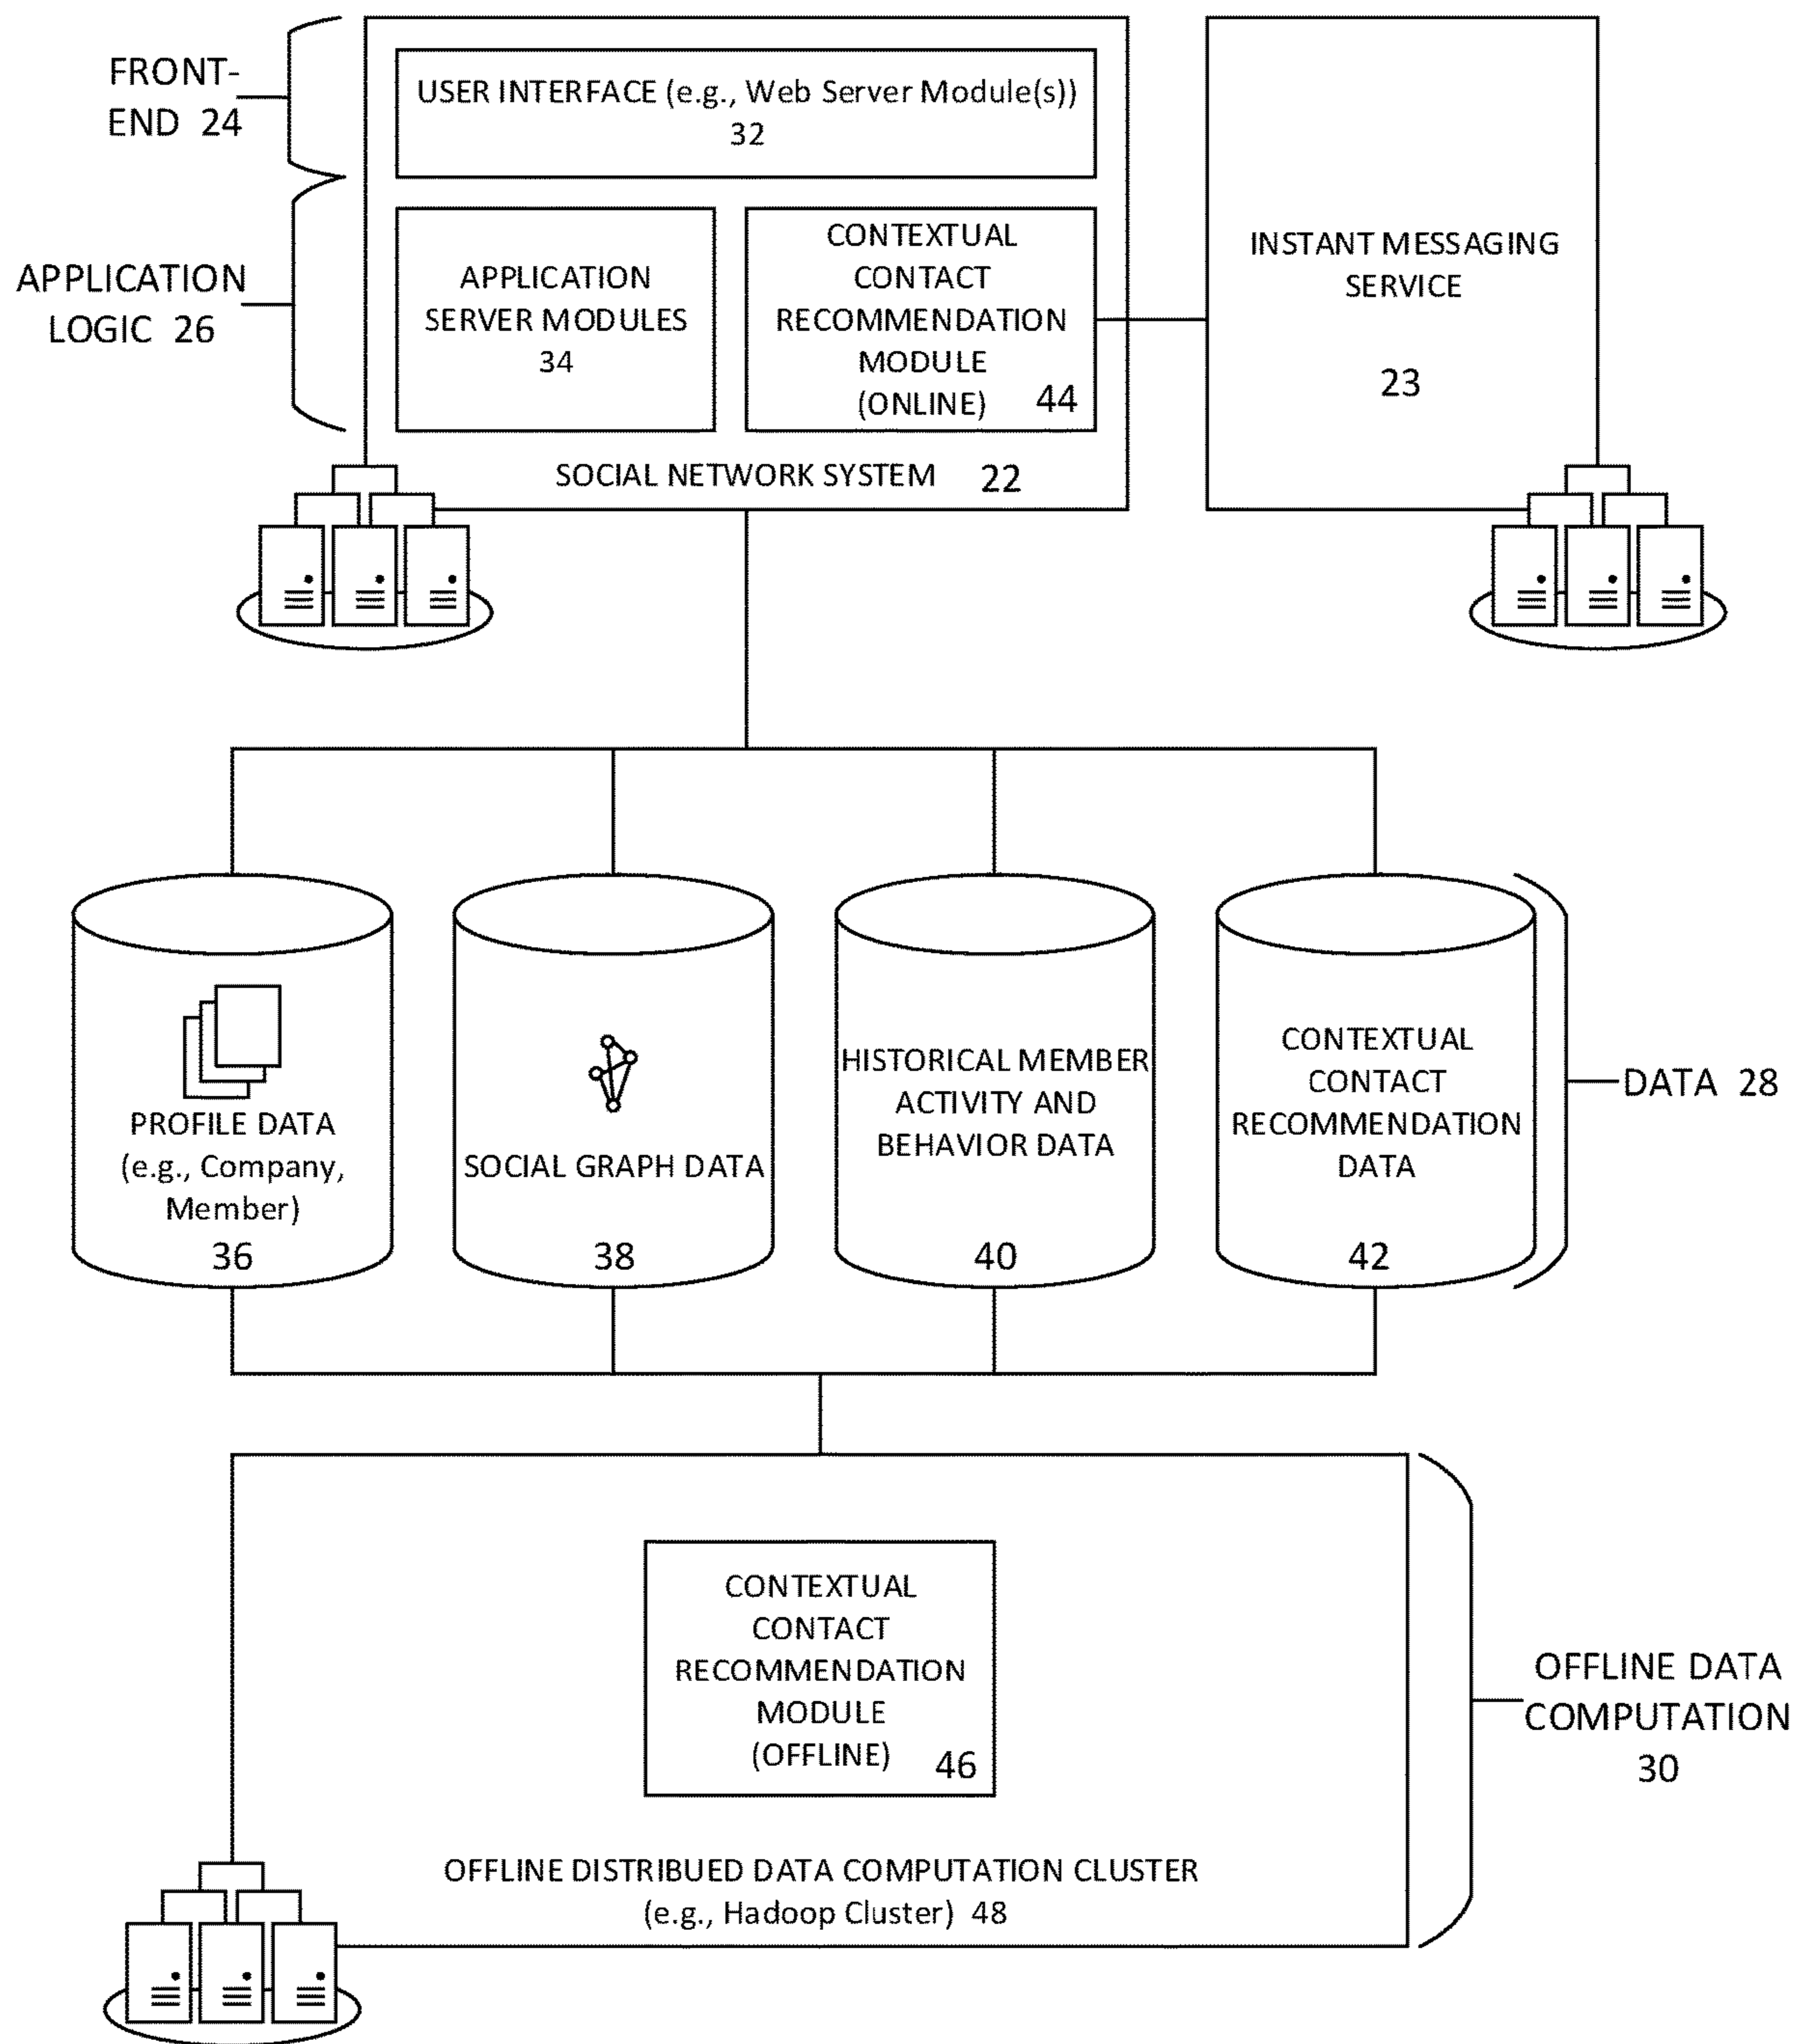 FRONT-
END 24
USER INTERFACE (e.g., Web Server Module(s))
32
APPLICATION
LOGIC 26
APPLICATION
SERVER MODULES
34
CONTEXTUAL
CONTACT
RECOMMENDATION
MODULE
(ONLINE) 44
SOCIAL NETWORK SYSTEM 22
INSTANT MESSAGING
SERVICE
23
PROFILE DATA
(e.g., Company,
Member)
36
SOCIAL GRAPH DATA
38
HISTORICAL MEMBER
ACTIVITY AND
BEHAVIOR DATA
40
CONTEXTUAL
CONTACT
RECOMMENDATION
DATA
42
DATA 28
CONTEXTUAL
CONTACT
RECOMMENDATION
MODULE
(OFFLINE) 46
OFFLINE DISTRIBUED DATA COMPUTATION CLUSTER
(e.g., Hadoop Cluster) 48
OFFLINE DATA
COMPUTATION
30